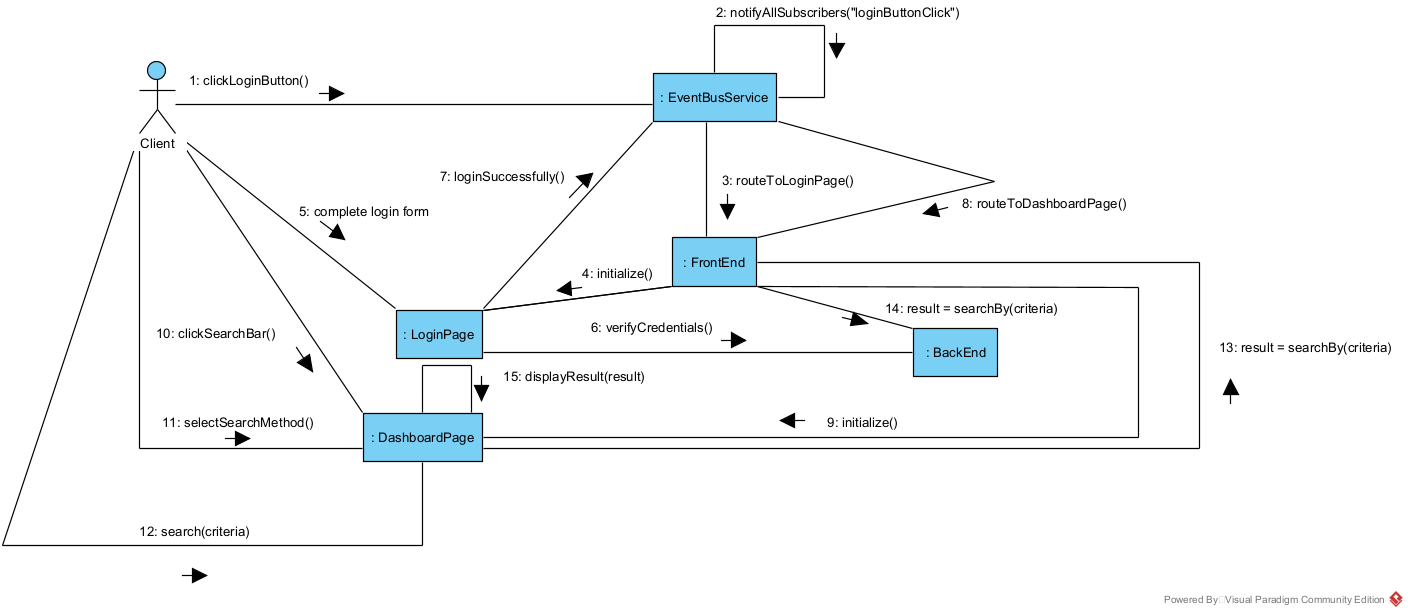 2: notifyAllSubscribers("loginButtonClick")
1: clickLoginButton()
: EventBusService
Client
7: loginSuccessfully()
3: routeToLoginPage()
5: complete login form
8: routeToDashboardPage()
: FrontEnd
4: initialize()
14: result = searchBy(criteria)
10: clickSearchBar()
: LoginPage
6: verifyCredentials()
: BackEnd
13: result = searchBy(criteria)
15: displayResult(result)
11: selectSearchMethod()
: DashboardPage
9: initialize()
12: search(criteria)
Powered By Visual Paradigm Community Edition